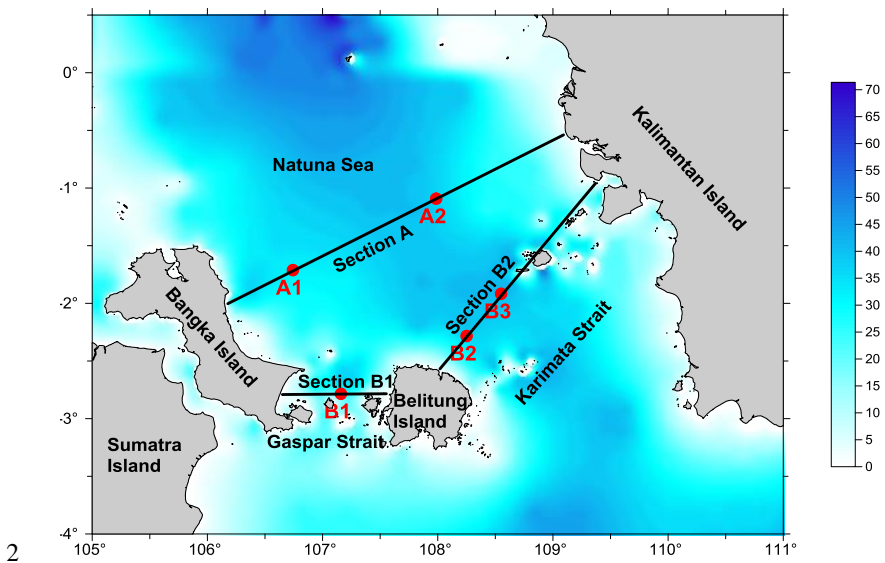 0°
-1°
-2°
-3°
-4°
105°
106°
107°
108°
109°
110°
111°
Natuna Sea
Kalimantan Island
A2
Section A
A1
Section B2
B3
B2
Bangka Island
Karimata Strait
Section B1
B1
Belitung
Island
Gaspar Strait
Sumatra
Island
70
65
60
55
50
45
40
35
30
25
20
15
10
5
0
2